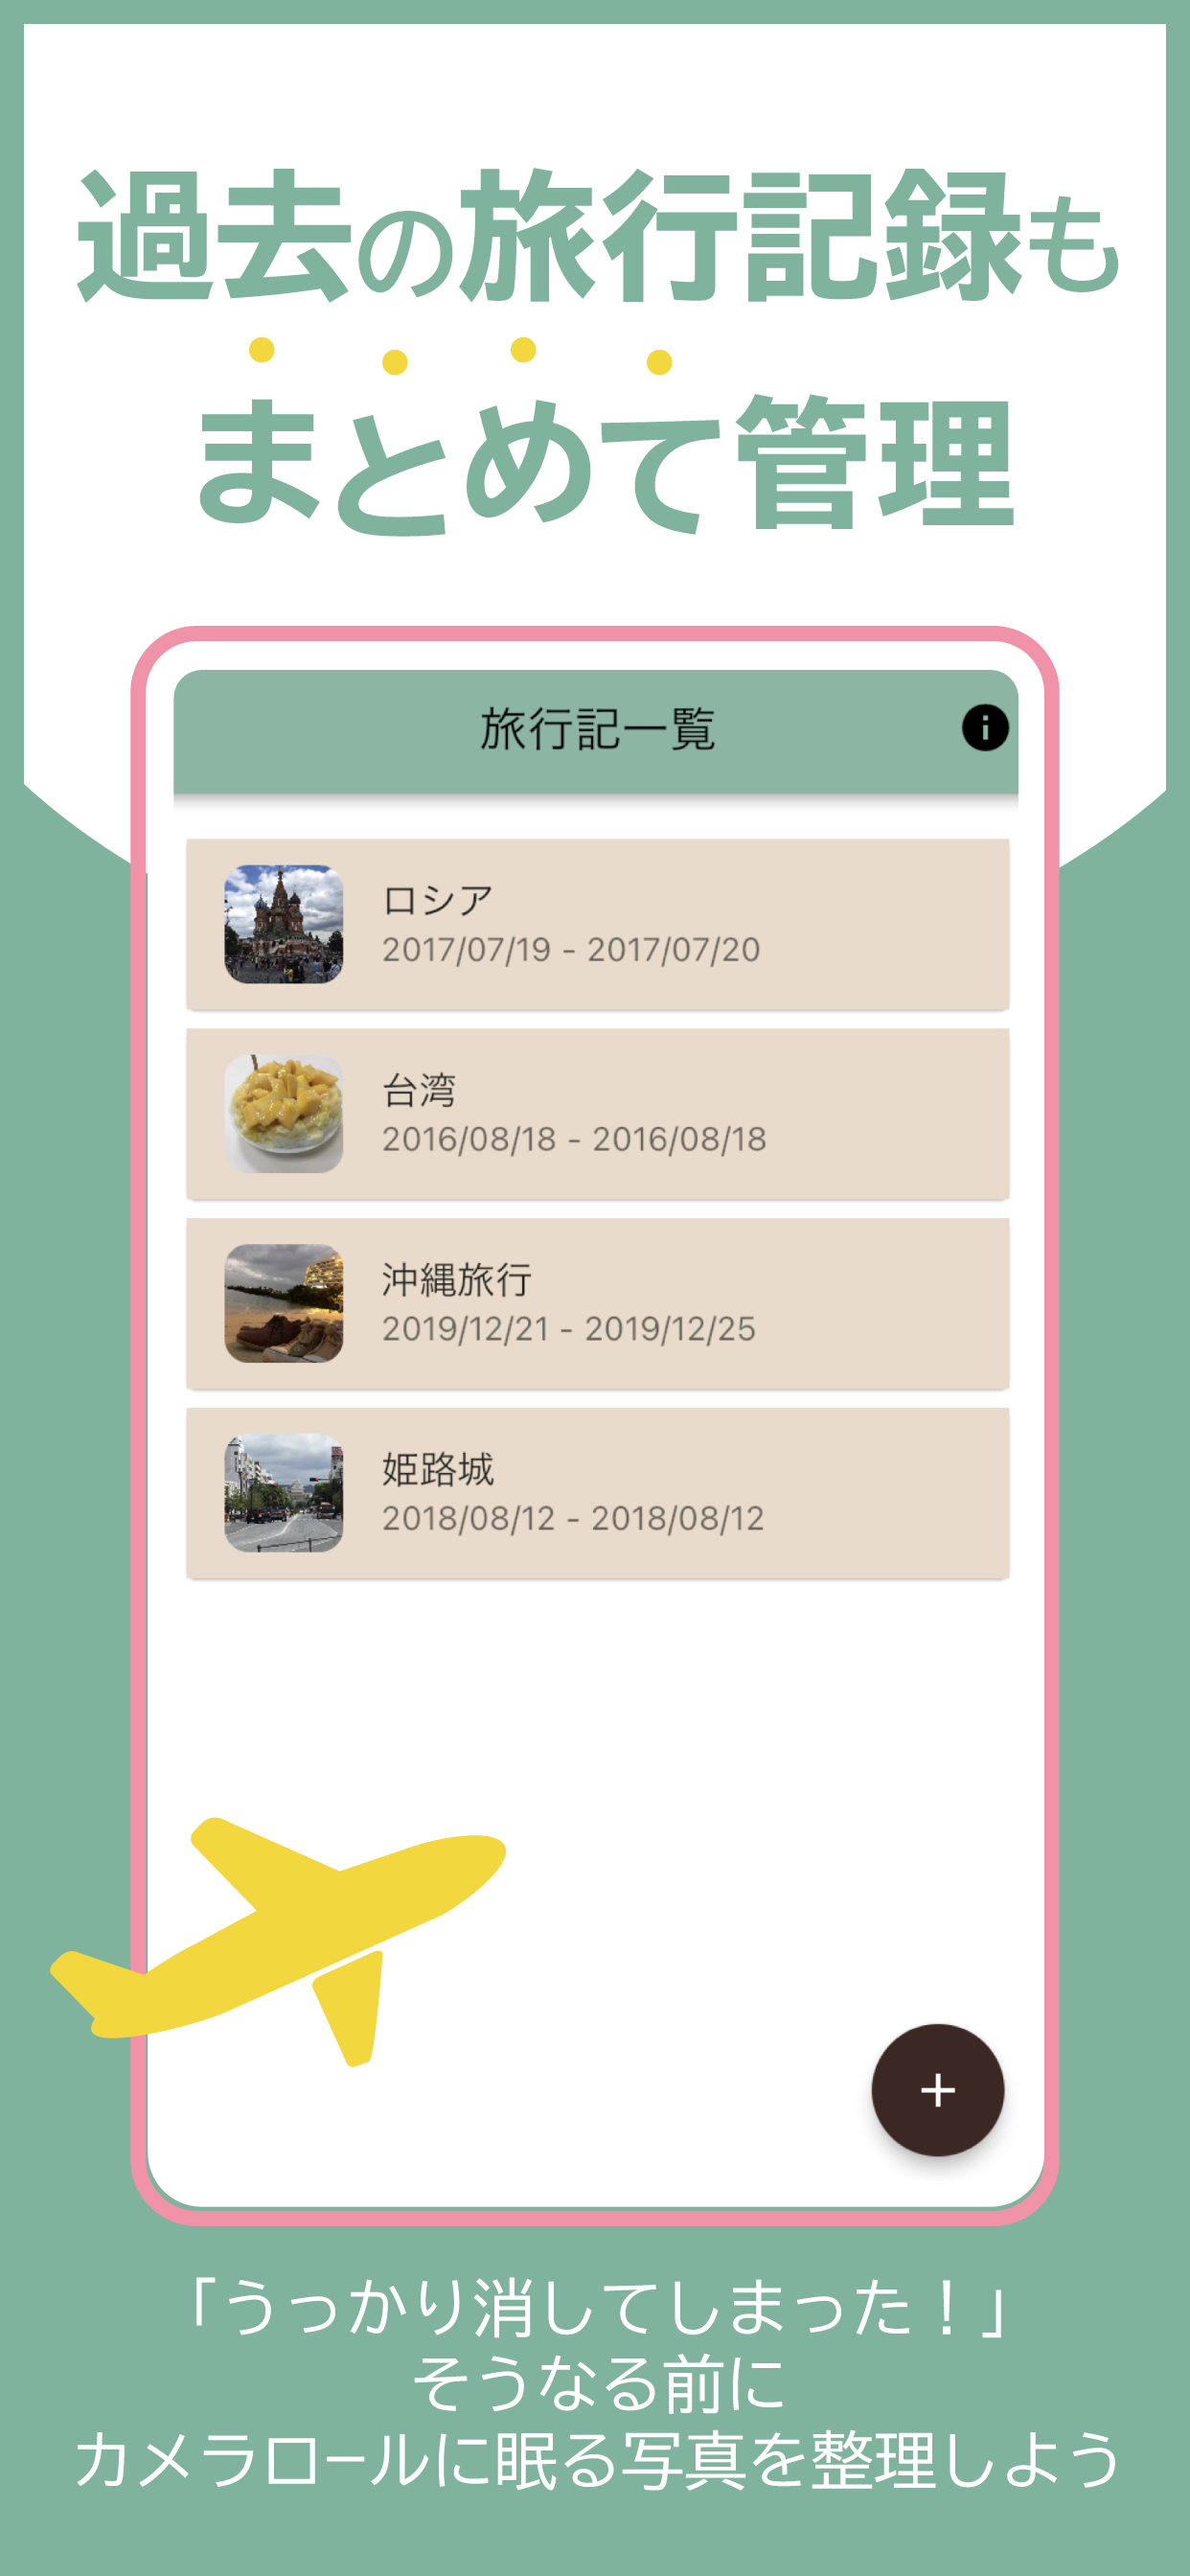 過去の旅行記録も
まとめて管理
旅行記一覧
ロシア
2017/07/19 - 2017/07/20
台湾
2016/08/18 - 2016/08/18
沖縄旅行
2019/12/21 - 2019/12/25
姫路城
2018/08/12 - 2018/08/12
「うっかり消してしまった！」
そうなる前に
カメラロールに眠る写真を整理しよう